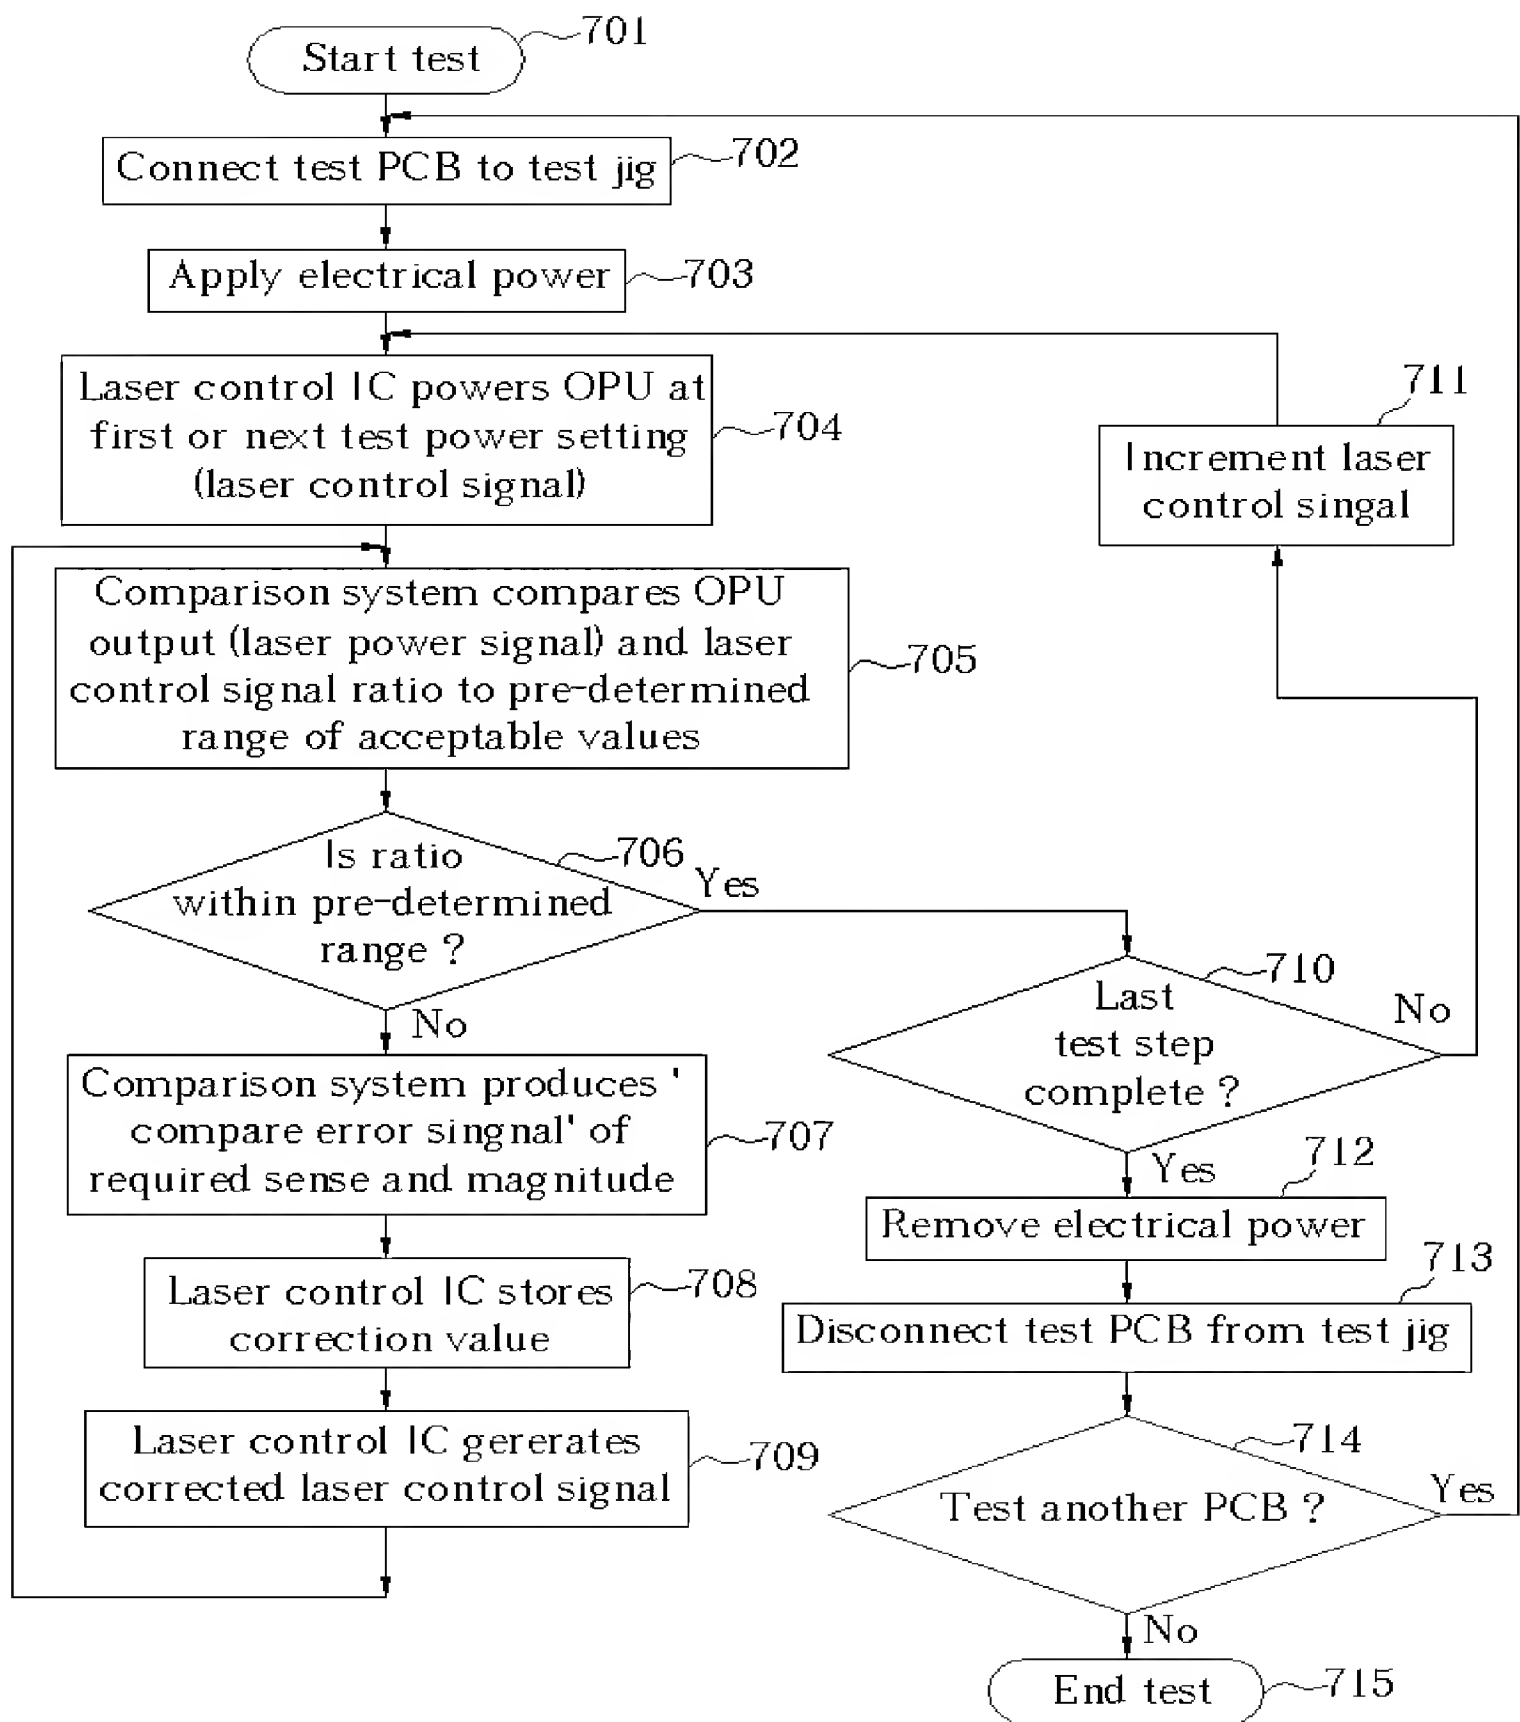 Start test
701
Connect test PCB to test jig
702
Apply electrical power
703
Laser control IC powers OPU at
first or next test power setting
(laser control signal)
704
711
Increment laser
control singal
Comparison system compares OPU
output (laser power signal) and laser
control signal ratio to pre-determined
range of acceptable values
705
Is ratio
within pre-determined
range ?
706
Yes
No
710
Last
test step
complete ?
No
Yes
Comparison system produces '
compare error singnal' of
required sense and magnitude
707
712
Remove electrical power
Laser control IC stores
correction value
708
713
Disconnect test PCB from test jig
Laser control IC gererates
corrected laser control signal
709
714
Test another PCB ?
Yes
No
End test
715